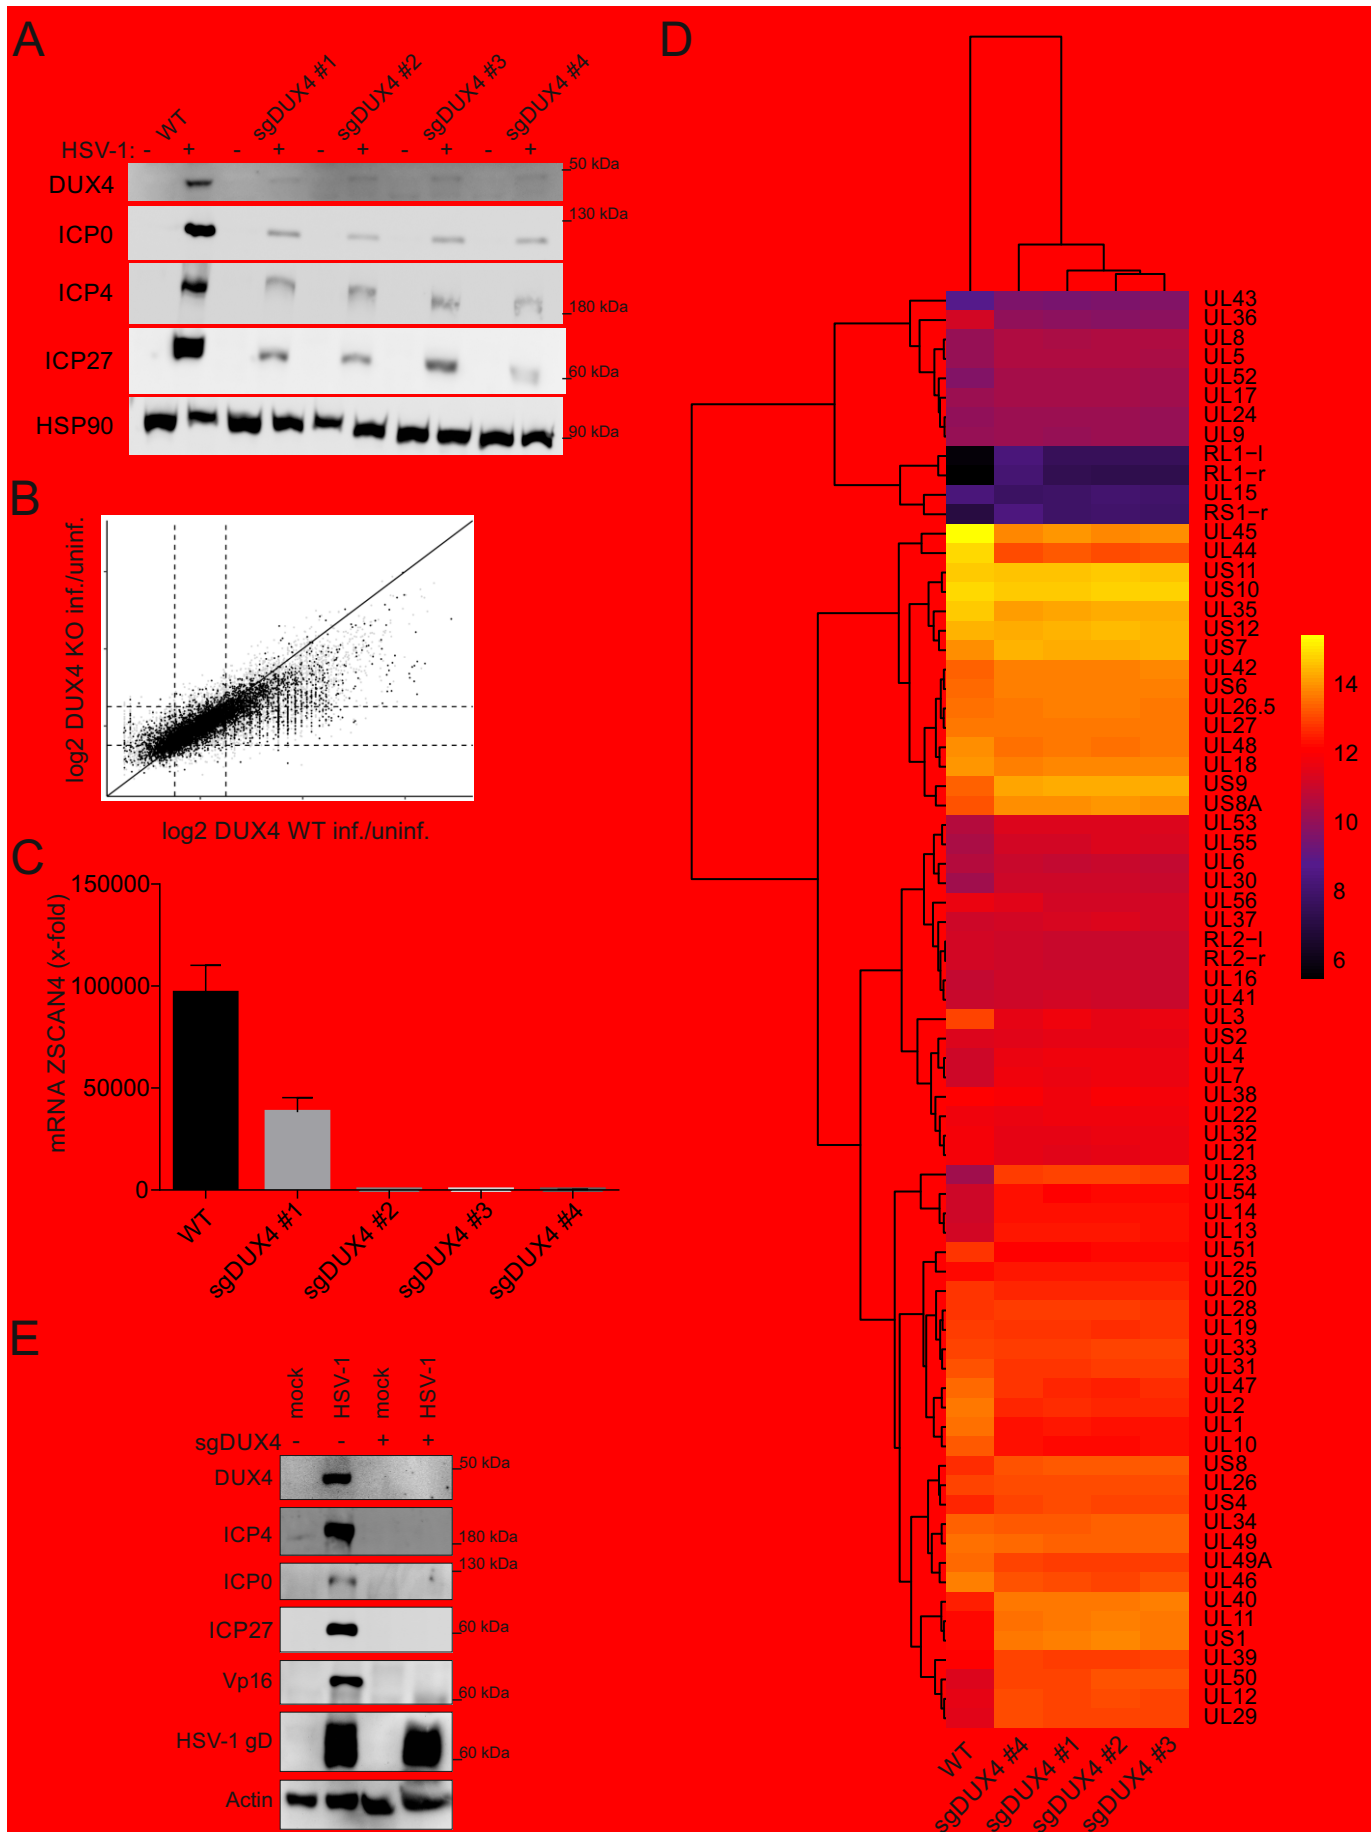 A
WT
sgDUX4 #1
sgDUX4 #2
sgDUX4 #3
sgDUX4 #4
HSV-1: - + - + - + - + - +
DUX4
50 kDa
ICP0
130 kDa
ICP4
180 kDa
ICP27
60 kDa
HSP90
90 kDa
B
log2 DUX4 KO inf./uninf.
log2 DUX4 WT inf./uninf.
C
mRNA ZSCAN4 (x-fold)
150000
100000
50000
0
WT
sgDUX4 #1
sgDUX4 #2
sgDUX4 #3
sgDUX4 #4
E
mock
HSV-1
mock
HSV-1
sgDUX4 - - + +
DUX4
50 kDa
ICP4
180 kDa
ICP0
130 kDa
ICP27
60 kDa
Vp16
60 kDa
HSV-1 gD
60 kDa
Actin
D
UL43
UL36
UL8
UL5
UL52
UL17
UL24
UL9
RL1−l
RL1−r
UL15
RS1−r
UL45
UL44
US11
US10
UL35
US12
US7
UL42
US6
UL26.5
UL27
UL48
UL18
US9
US8A
UL53
UL55
UL6
UL30
UL56
UL37
RL2−l
RL2−r
UL16
UL41
UL3
US2
UL4
UL7
UL38
UL22
UL32
UL21
UL23
UL54
UL14
UL13
UL51
UL25
UL20
UL28
UL19
UL33
UL31
UL47
UL2
UL1
UL10
US8
UL26
US4
UL34
UL49
UL49A
UL46
UL40
UL11
US1
UL39
UL50
UL12
UL29
WT
sgDUX4 #4
sgDUX4 #1
sgDUX4 #2
sgDUX4 #3
14
12
10
8
6